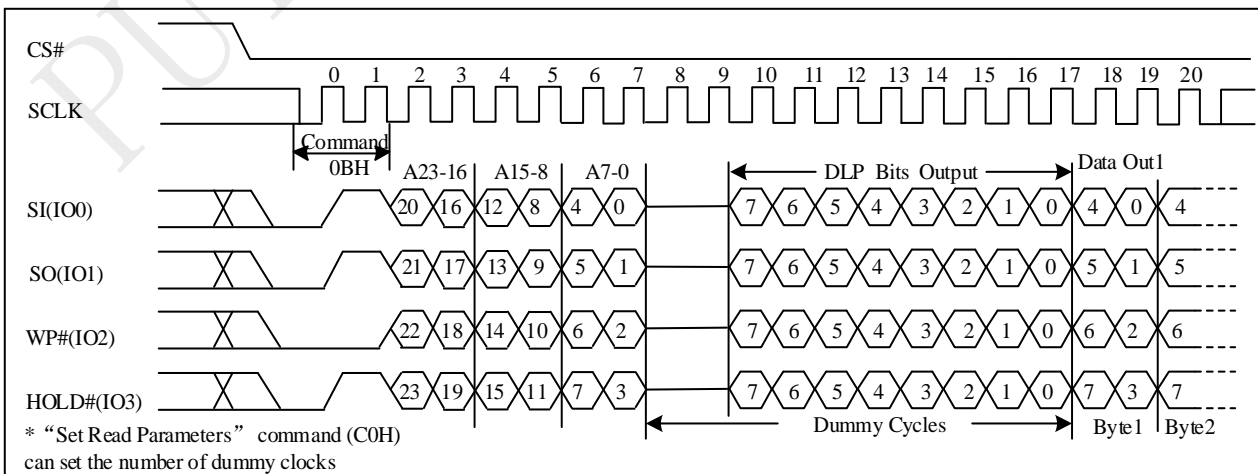 PUY
CS#
0 1 2 3 4 5 6 7 8 9 10 11 12 13 14 15 16 17 18 19 20
SCLK
Command
0BH
A23-16 A15-8 A7-0 DLP Bits Output Data Out1
SI(IO0) 20 16 12 8 4 0 7 6 5 4 3 2 1 0 4 0 4
SO(IO1) 21 17 13 9 5 1 7 6 5 4 3 2 1 0 5 1 5
WP#(IO2) 22 18 14 10 6 2 7 6 5 4 3 2 1 0 6 2 6
HOLD#(IO3) 23 19 15 11 7 3 7 6 5 4 3 2 1 0 7 3 7
Dummy Cycles Byte1 Byte2
* “Set Read Parameters” command (C0H)
can set the number of dummy clocks